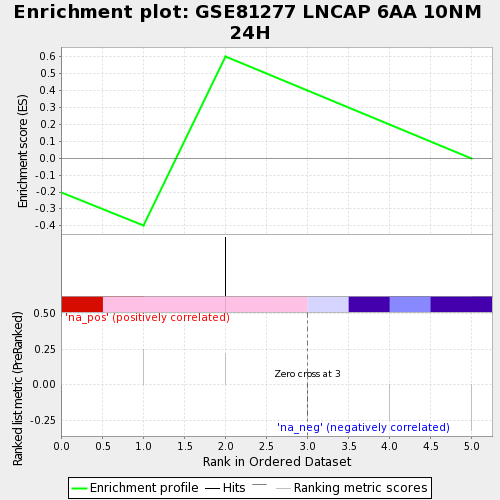 Enrichment plot: GSE81277 LNCAP 6AA 10NM
24H
Enrichment score (ES)
0.6
0.5
0.4
0.3
0.2
0.1
0.0
-0.1
-0.2
-0.3
-0.4
Ranked list metric (PreRanked)
0.50
0.25
0.00
-0.25
'na_pos' (positively correlated)
Zero cross at 3
'na_neg' (negatively correlated)
0.0 0.5 1.0 1.5 2.0 2.5 3.0 3.5 4.0 4.5 5.0
Rank in Ordered Dataset
Enrichment profile Hits Ranking metric scores